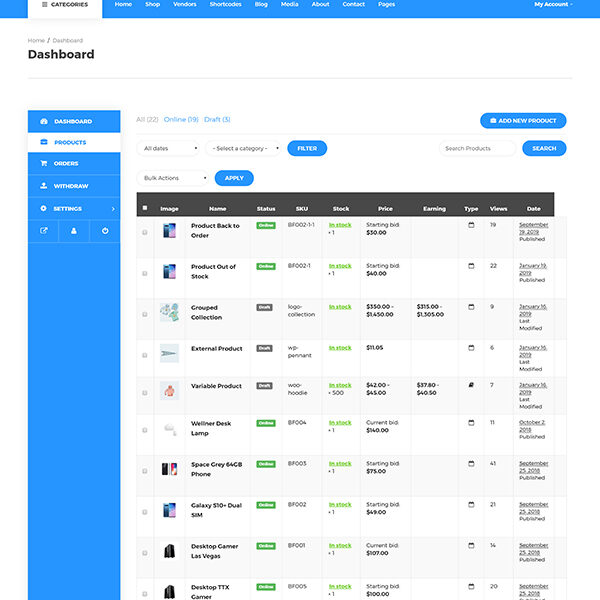 CATEGORIES Home Shop Vendors Shortcodes Blog Media About Contact Pages My Account
Home / Dashboard
Dashboard
DASHBOARD
PRODUCTS
ORDERS
WITHDRAW
SETTINGS
All (22) Online (19) Draft (3)
ADD NEW PRODUCT
All dates - Select a category - FILTER Search Products SEARCH
Bulk Actions APPLY
Image Name Status SKU Stock Price Earning Type Views Date
Product Back to Online BF002-1-1 In stock Starting bid: 19 September
Order × 1 $30.00 19, 2019
Published
Product Out of Online BF002-1 In stock Starting bid: 22 January 19,
Stock × 1 $40.00 2019
Published
Grouped Draft logo- In stock $350.00 - $315.00 - 9 January 16,
Collection collection × 1 $1,450.00 $1,305.00 2019
Last
Modified
External Product Draft wp- In stock $11.05 6 January 16,
pennant 2019
Last
Modified
Variable Product Draft woo- In stock $42.00 - $37.80 - 7 January 16,
hoodie × 500 $45.00 $40.50 2019
Last
Modified
Wellner Desk Online BF004 In stock Current bid: 11 October 2,
Lamp × 1 $140.00 2018
Published
Space Grey 64GB Online BF003 In stock Starting bid: 41 September
Phone × 1 $75.00 25, 2018
Published
Galaxy S10+ Dual Online BF002 In stock Starting bid: 21 September
SIM × 1 $49.00 25, 2018
Published
Desktop Gamer Online BF001 In stock Current bid: 14 September
Las Vegas × 1 $107.00 25, 2018
Published
Desktop TTX Online BF005 In stock Starting bid: 20 September
Gamer × 1 $100.00 25, 2018